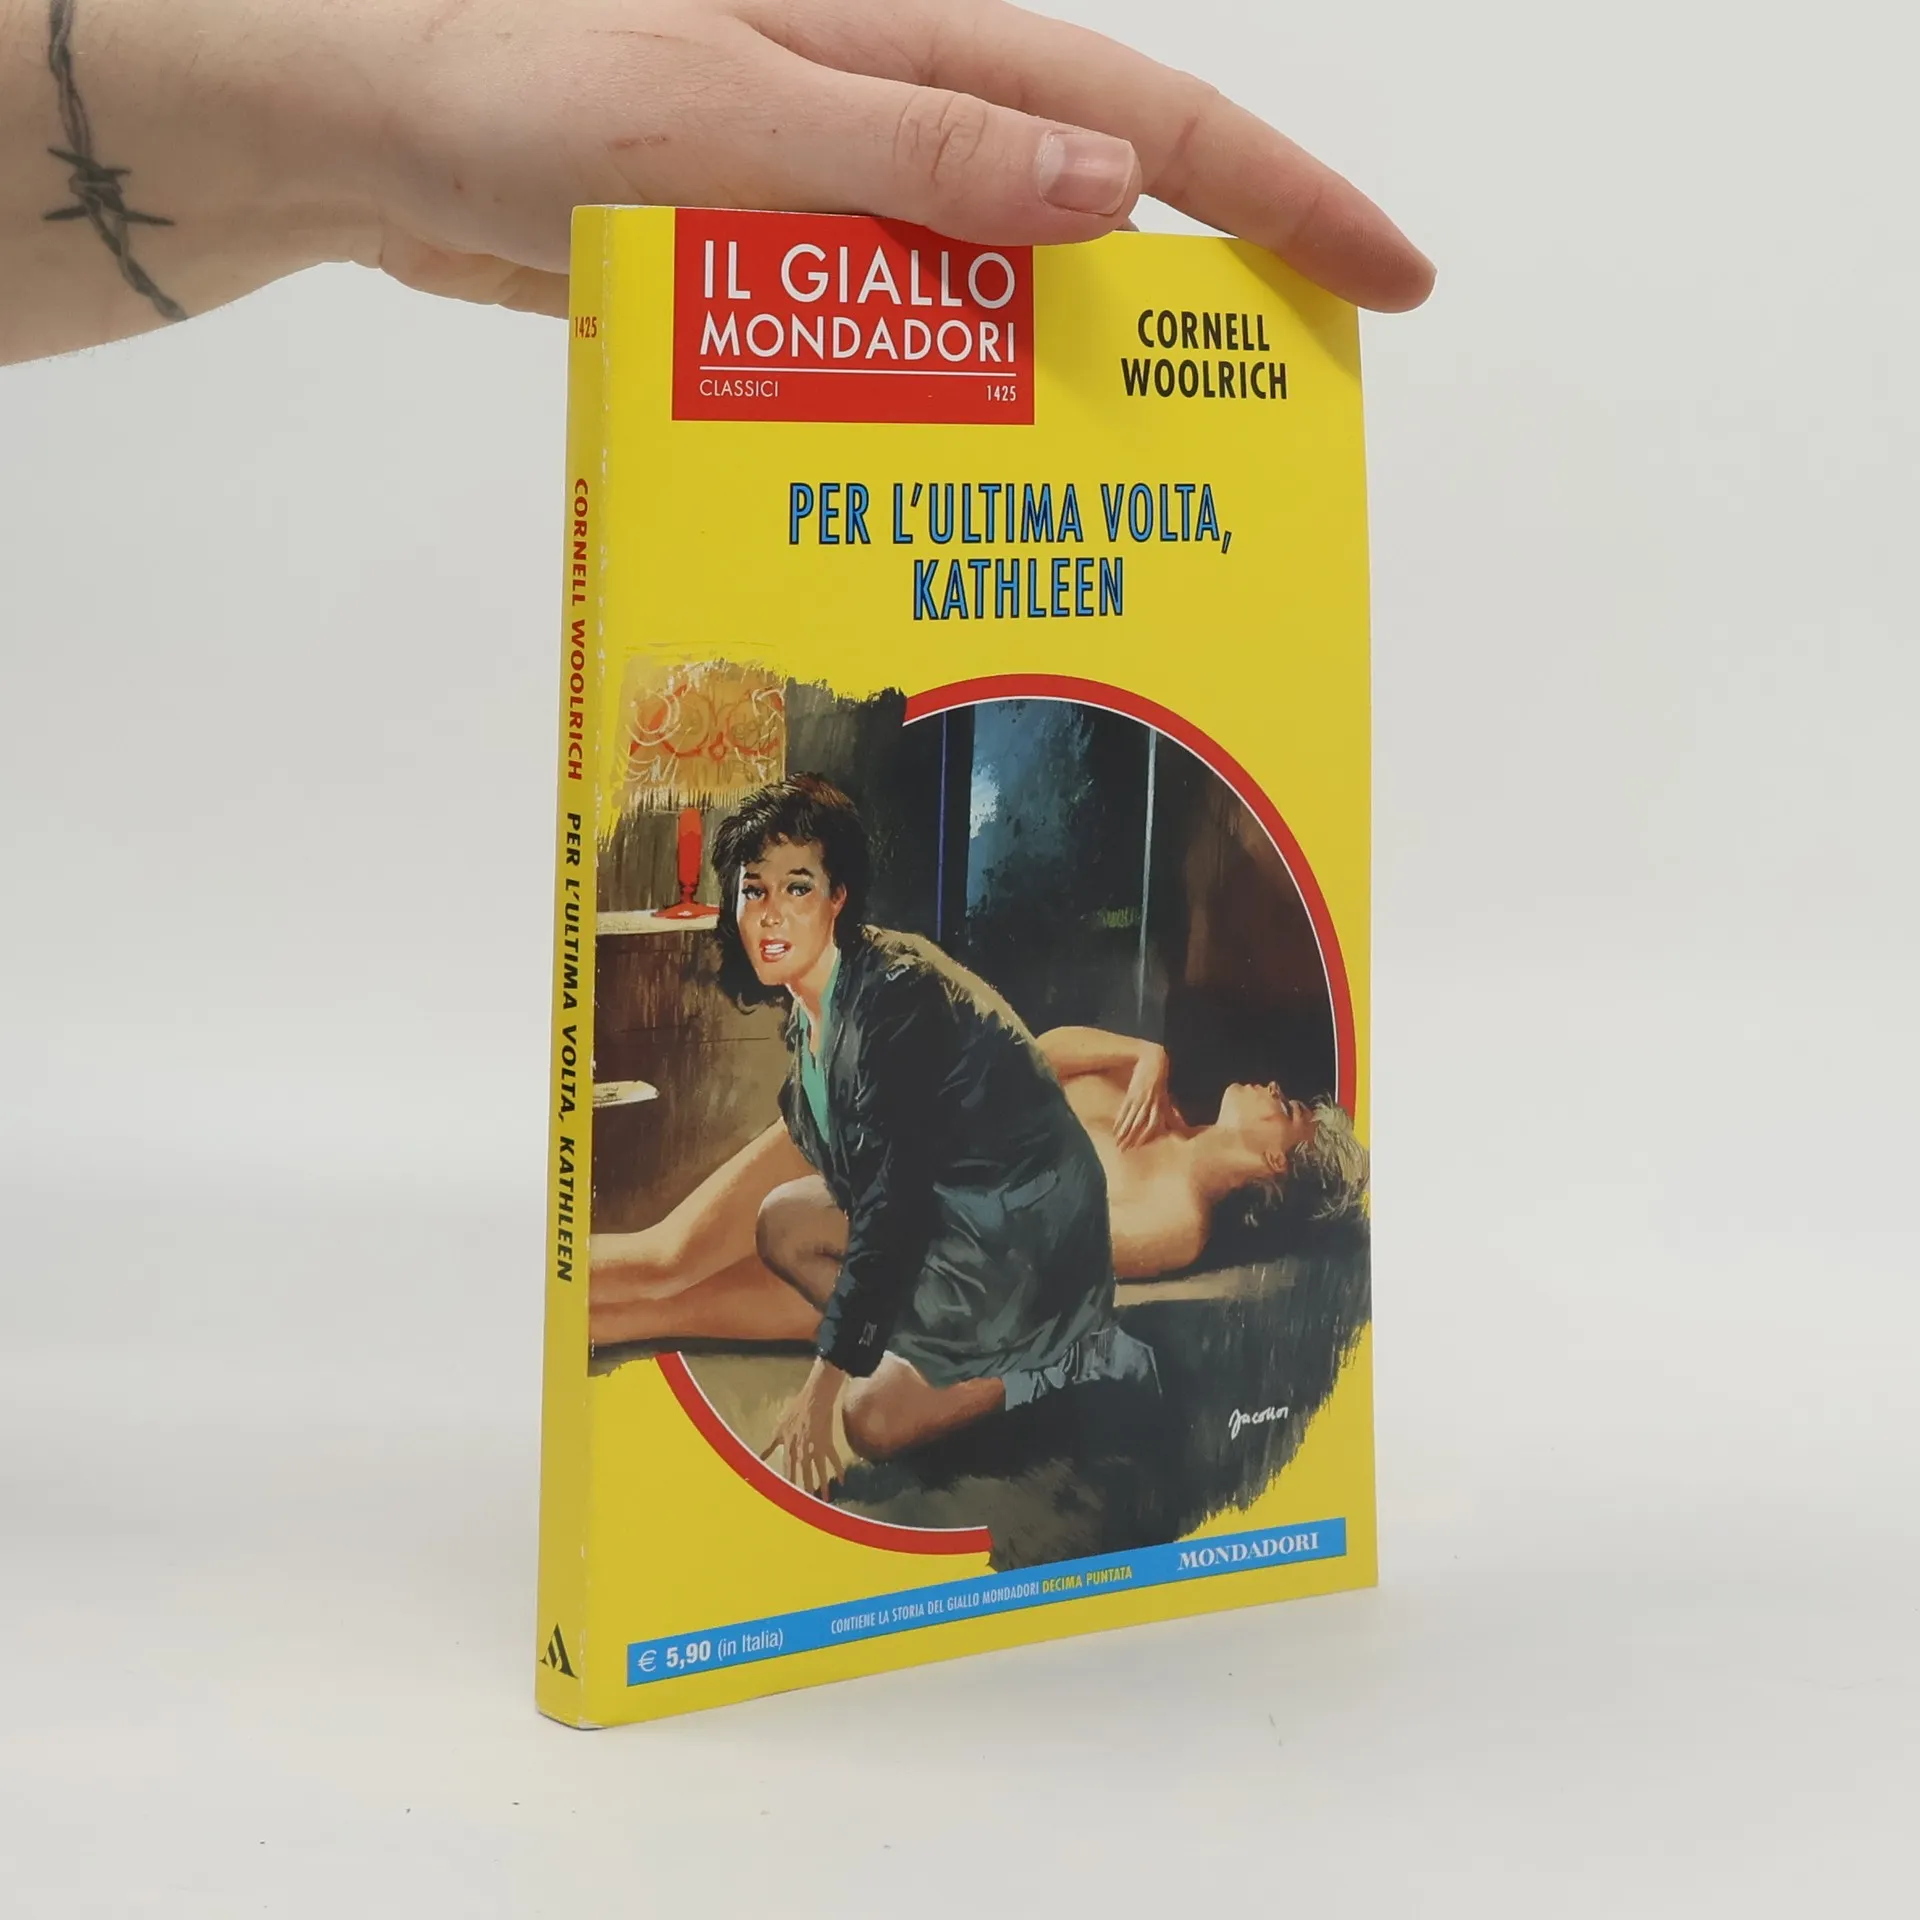 IL GIALLO
MONDADORI
CLASSICI 1425
CORNELL
WOOLRICH
PER L'ULTIMA VOLTA,
KATHLEEN
Jacono
CONTIENE LA STORIA DEL GIALLO MONDADORI DECIMA PUNTATA
MONDADORI
€ 5,90 (in Italia)
1425
CORNELL WOOLRICH PER L'ULTIMA VOLTA, KATHLEEN